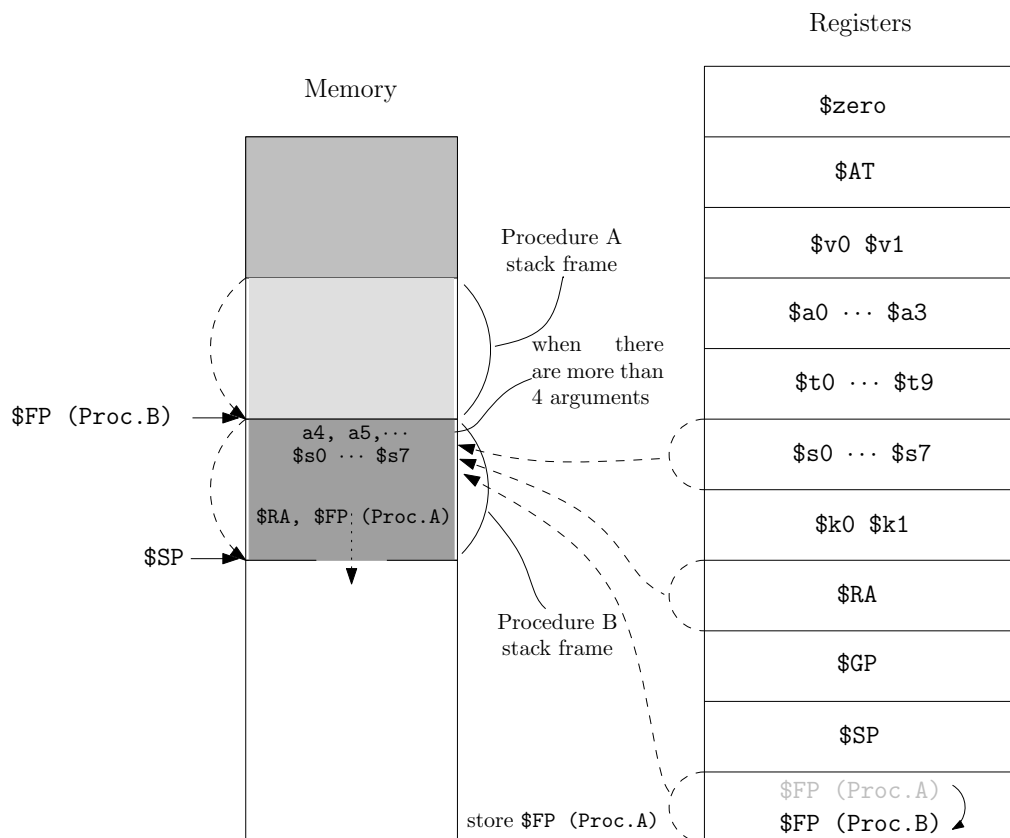 Registers
Memory
$zero
$AT
$v0 $v1
Procedure A
stack frame
$a0 ··· $a3
when there
are more than
4 arguments
$t0 ··· $t9
$FP (Proc.B)
a4, a5,···
$s0 ··· $s7
$s0 ··· $s7
$RA, $FP (Proc.A)
$k0 $k1
$SP
$RA
Procedure B
stack frame
$GP
$SP
$FP (Proc.A)
store $FP (Proc.A)
$FP (Proc.B)